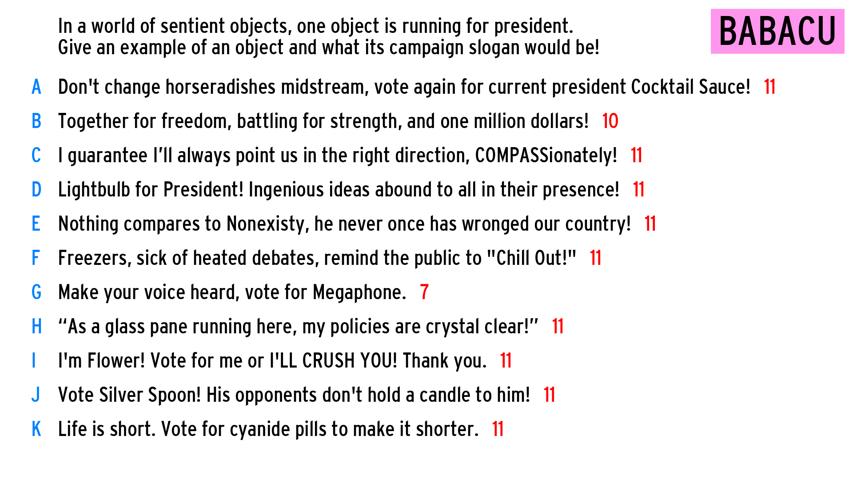 In a world of sentient objects, one object is running for president.
Give an example of an object and what its campaign slogan would be!
BABACU
A Don't change horseradishes midstream, vote again for current president Cocktail Sauce! 11
B Together for freedom, battling for strength, and one million dollars! 10
C I guarantee I'll always point us in the right direction, COMPASSionately! 11
D Lightbulb for President! Ingenious ideas abound to all in their presence! 11
E Nothing compares to Nonexisty, he never once has wronged our country! 11
F Freezers, sick of heated debates, remind the public to "Chill Out!" 11
G Make your voice heard, vote for Megaphone. 7
H “As a glass pane running here, my policies are crystal clear!” 11
I I'm Flower! Vote for me or I'LL CRUSH YOU! Thank you. 11
J Vote Silver Spoon! His opponents don't hold a candle to him! 11
K Life is short. Vote for cyanide pills to make it shorter. 11